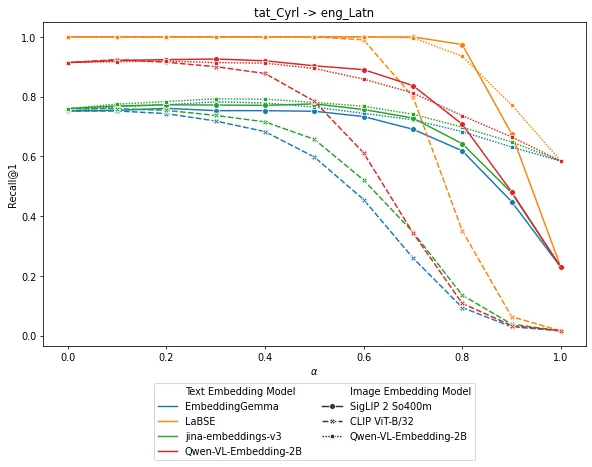 tat_Cyrl -> eng_Latn
1.0
0.8
0.6
0.4
0.2
0.0
Recall@1
0.0 0.2 0.4 0.6 0.8 1.0
α
Text Embedding Model
EmbeddingGemma
LaBSE
jina-embeddings-v3
Qwen-VL-Embedding-2B
Image Embedding Model
SigLIP 2 So400m
CLIP ViT-B/32
Qwen-VL-Embedding-2B